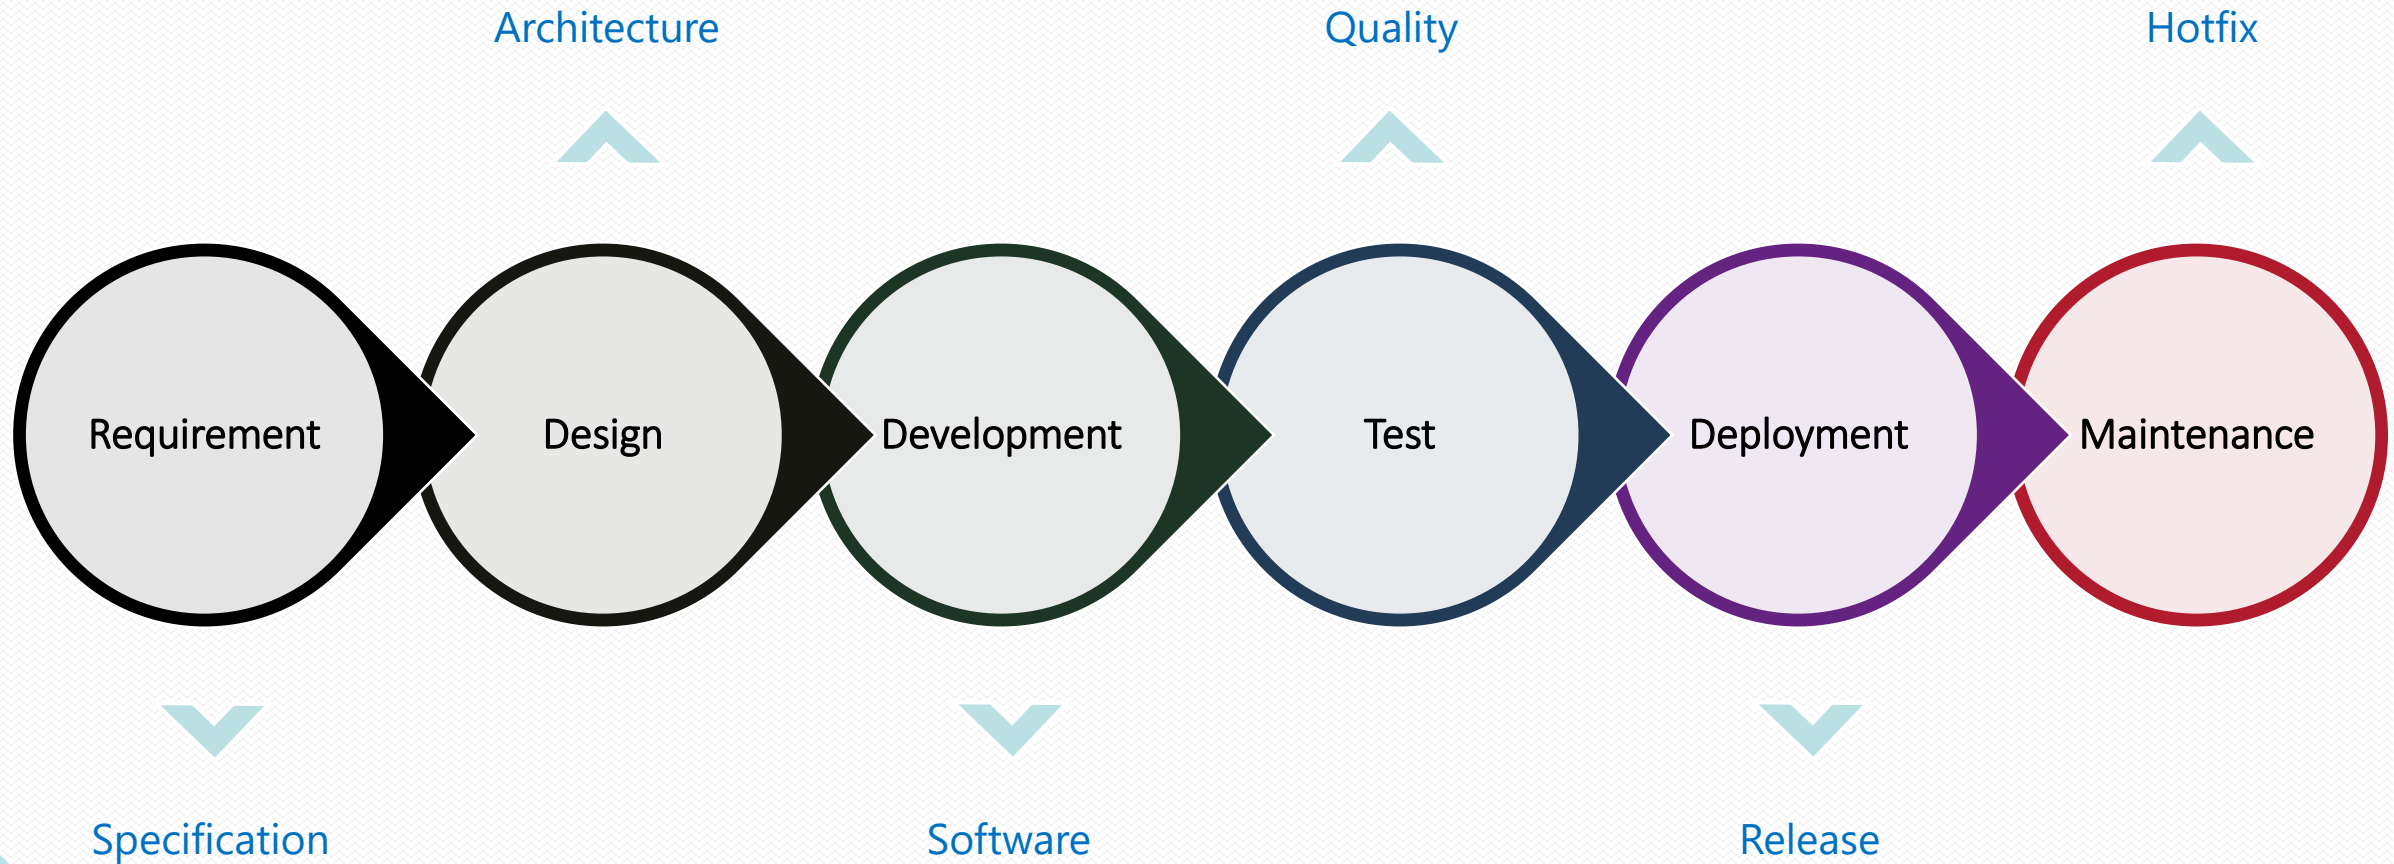 Architecture
Quality
Hotfix
Requirement
Design
Development
Test
Deployment
Maintenance
Specification
Software
Release